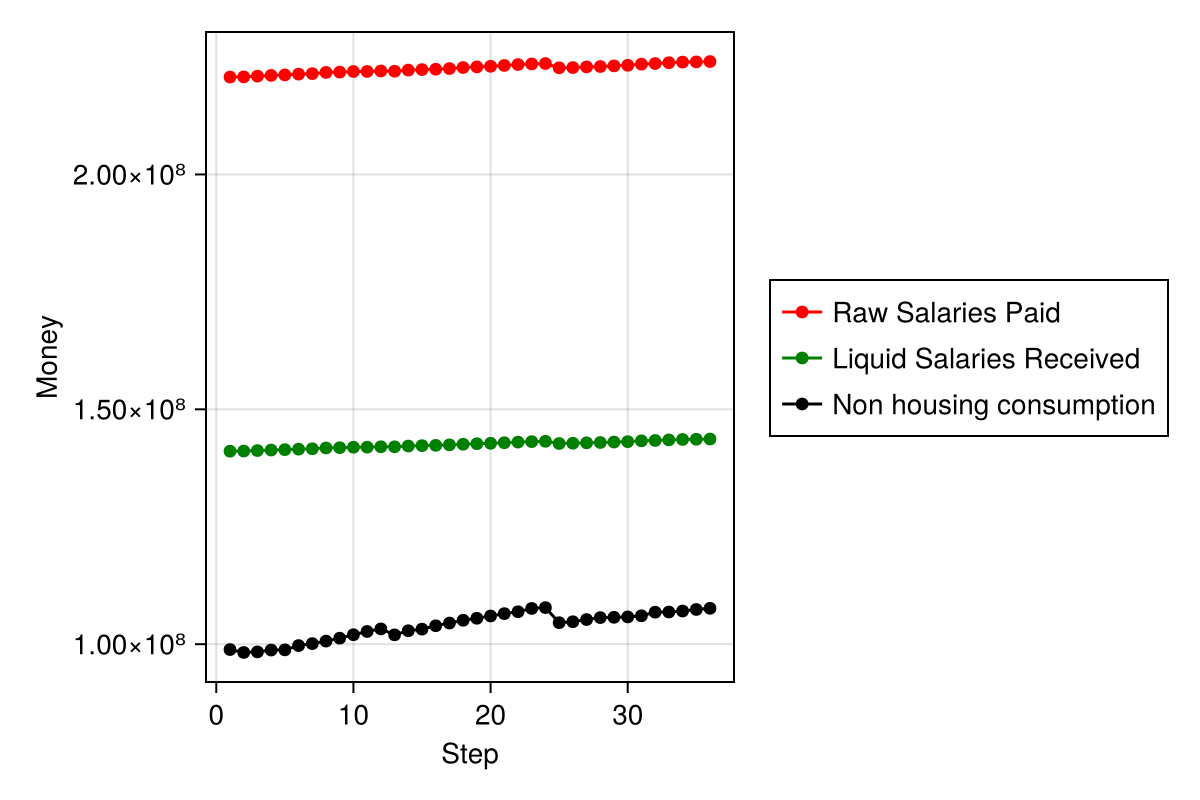 2.00×10⁸
1.50×10⁸
1.00×10⁸
Money
0 10 20 30
Step
Raw Salaries Paid
Liquid Salaries Received
Non housing consumption